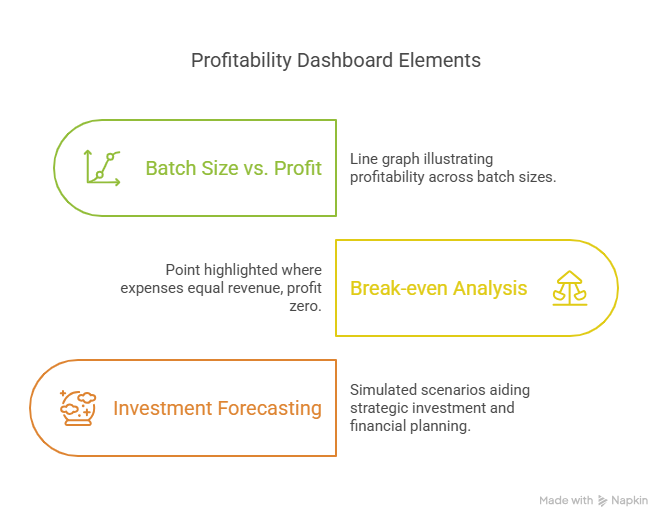 Profitability Dashboard Elements
Batch Size vs. Profit
Line graph illustrating
profitability across batch sizes.
Point highlighted where
expenses equal revenue, profit
zero.
Break-even Analysis
Investment Forecasting
Simulated scenarios aiding
strategic investment and
financial planning.
Made with Napkin